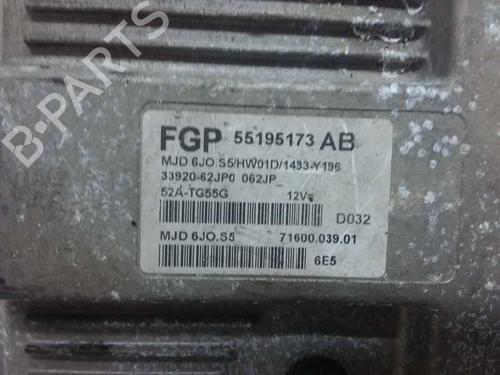 B-PARTS
FGP 55195173 AB
MJD 6JO.S5/HW01D/1433-Y196
33920-62JP0 062JP
52A-TG55G 12V=
D032
MJD 6JO.S5 71600.039.01
6E5